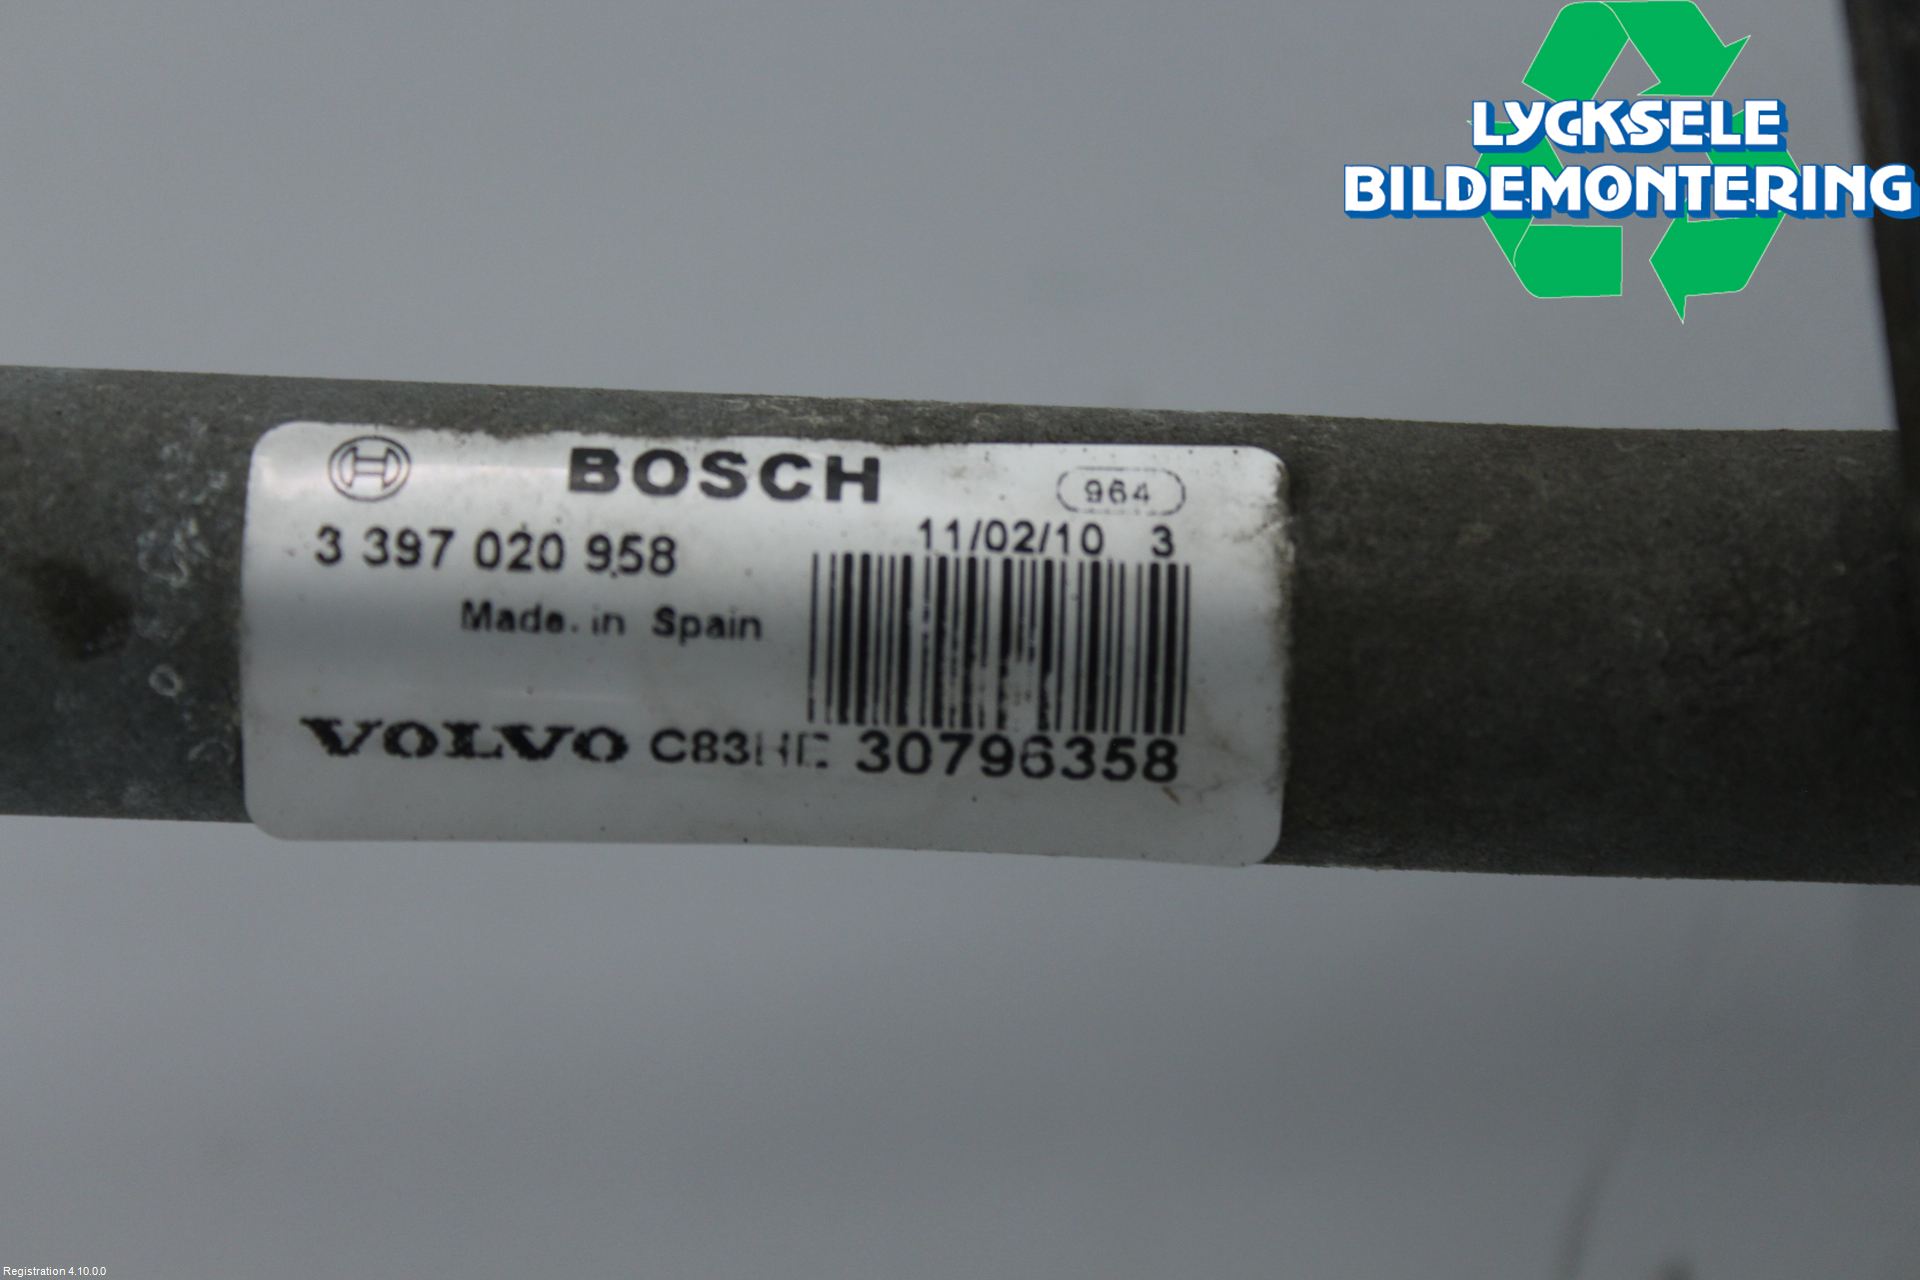 LYCKSELE
BILDEMONTERING
BOSCH
964
3 397 020 958
11/02/10 3
Made in Spain
VOLVO 30796358
Registration 4.10.0.0